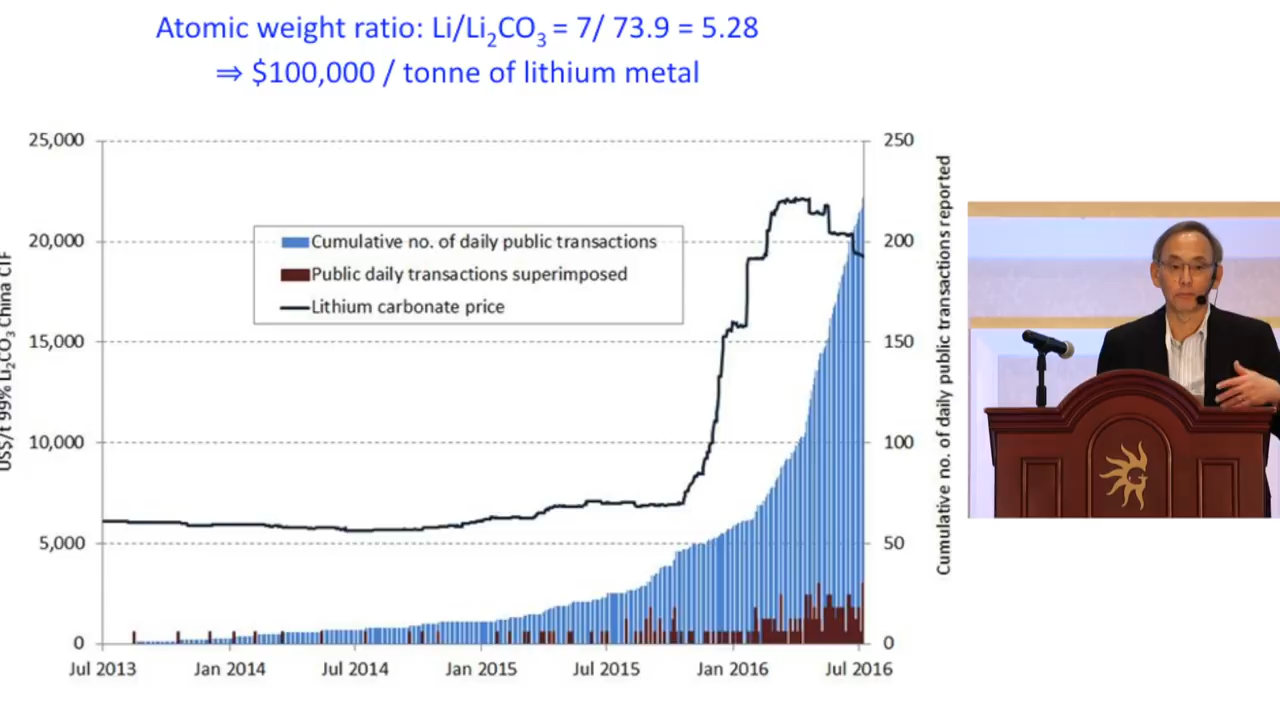 Atomic weight ratio: Li/Li₂CO₃ = 7/ 73.9 = 5.28
⇒ $100,000 / tonne of lithium metal
25,000
20,000
15,000
10,000
5,000
0
US$/t 99% Li₂CO₃ China CIF
Cumulative no. of daily public transactions
Public daily transactions superimposed
Lithium carbonate price
250
200
150
100
50
0
Cumulative no. of daily public transactions reported
Jul 2013 Jan 2014 Jul 2014 Jan 2015 Jul 2015 Jan 2016 Jul 2016